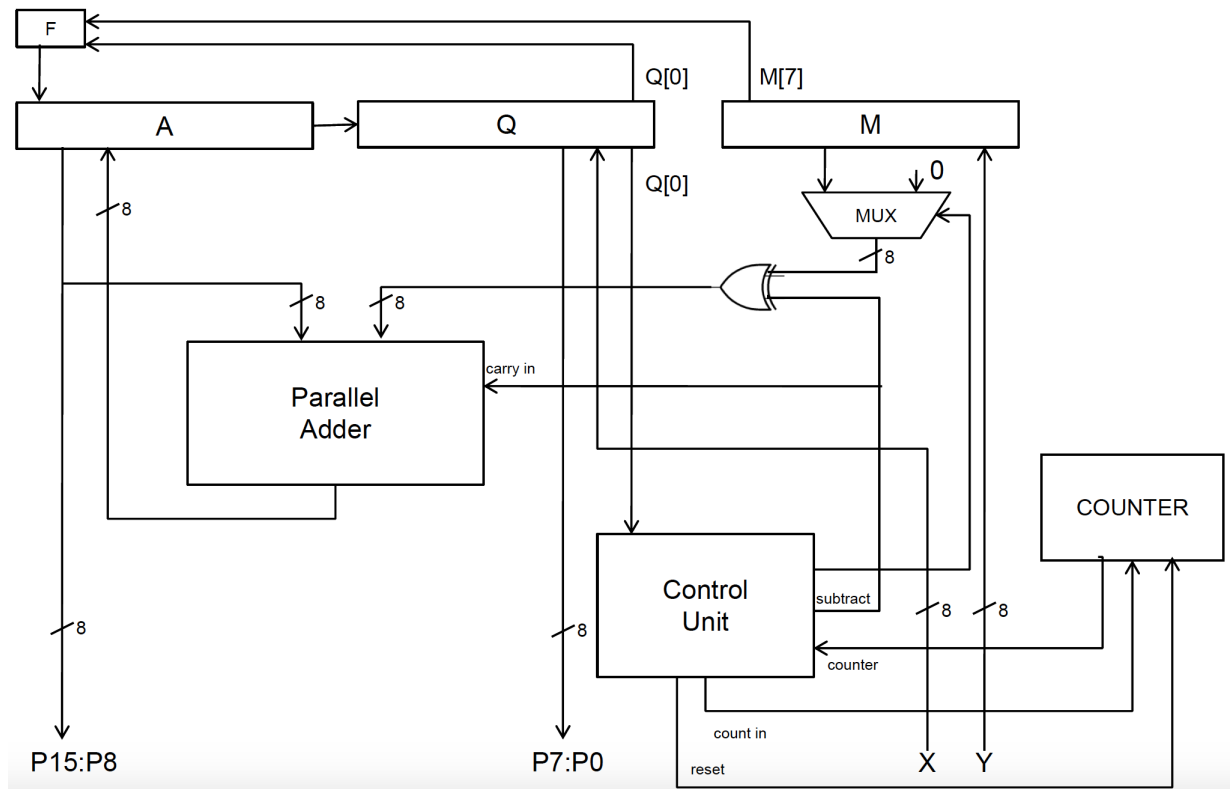 F
Q[0]
M[7]
A
Q
M
Q[0]
0
8
MUX
8
8
8
carry in
Parallel
Adder
COUNTER
Control
Unit
subtract
8
8
8
8
counter
count in
P15:P8
P7:P0
X
Y
reset